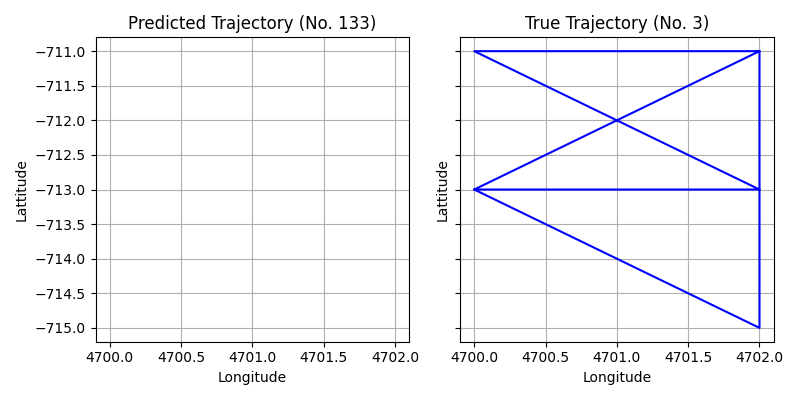 Predicted Trajectory (No. 133)
True Trajectory (No. 3)
−711.0
−711.5
−712.0
−712.5
−713.0
−713.5
−714.0
−714.5
−715.0
Lattitude
Lattitude
4700.0 4700.5 4701.0 4701.5 4702.0
4700.0 4700.5 4701.0 4701.5 4702.0
Longitude
Longitude